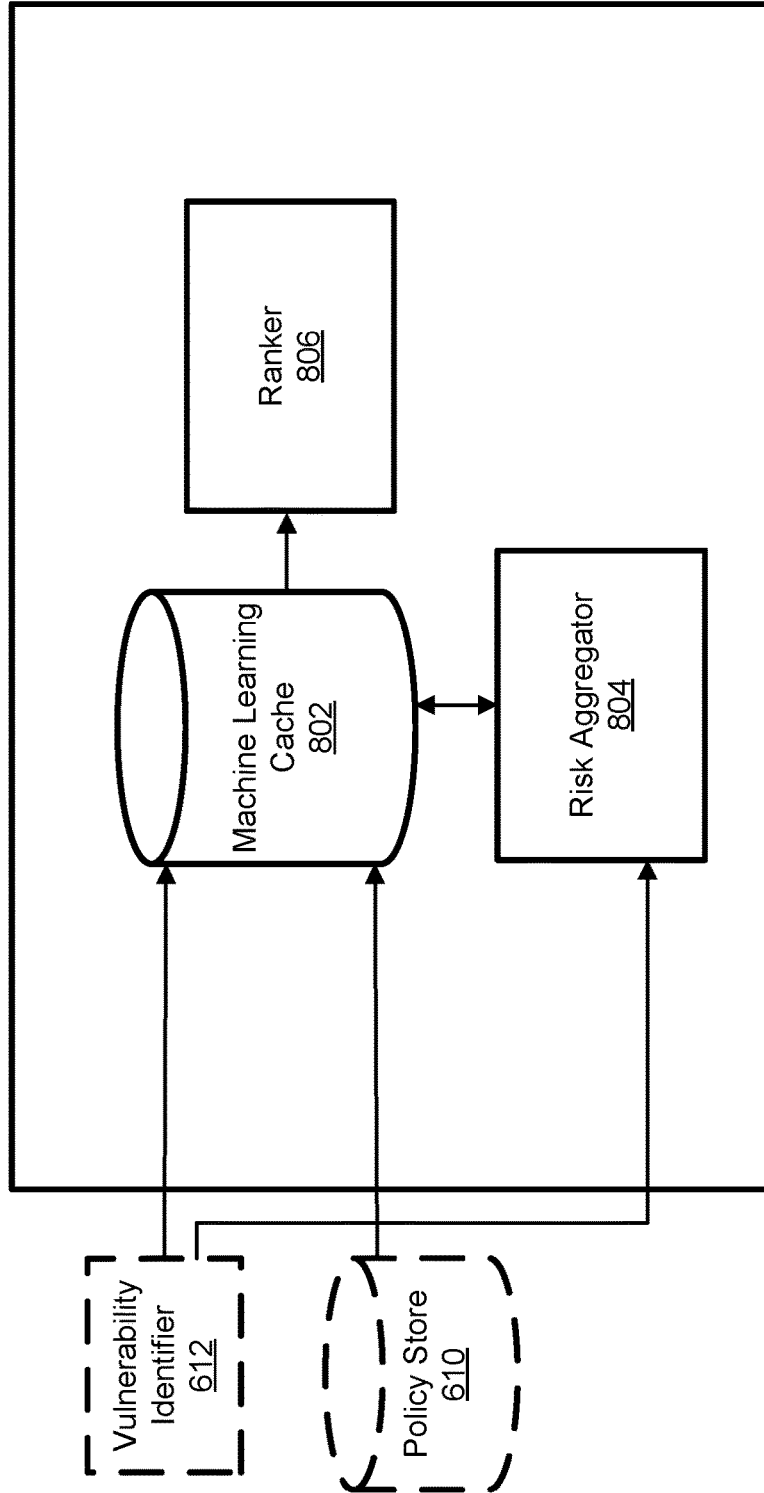 Vulnerability
Identifier
612
Policy Store
610
Machine Learning
Cache
802
Risk Aggregator
804
Ranker
806